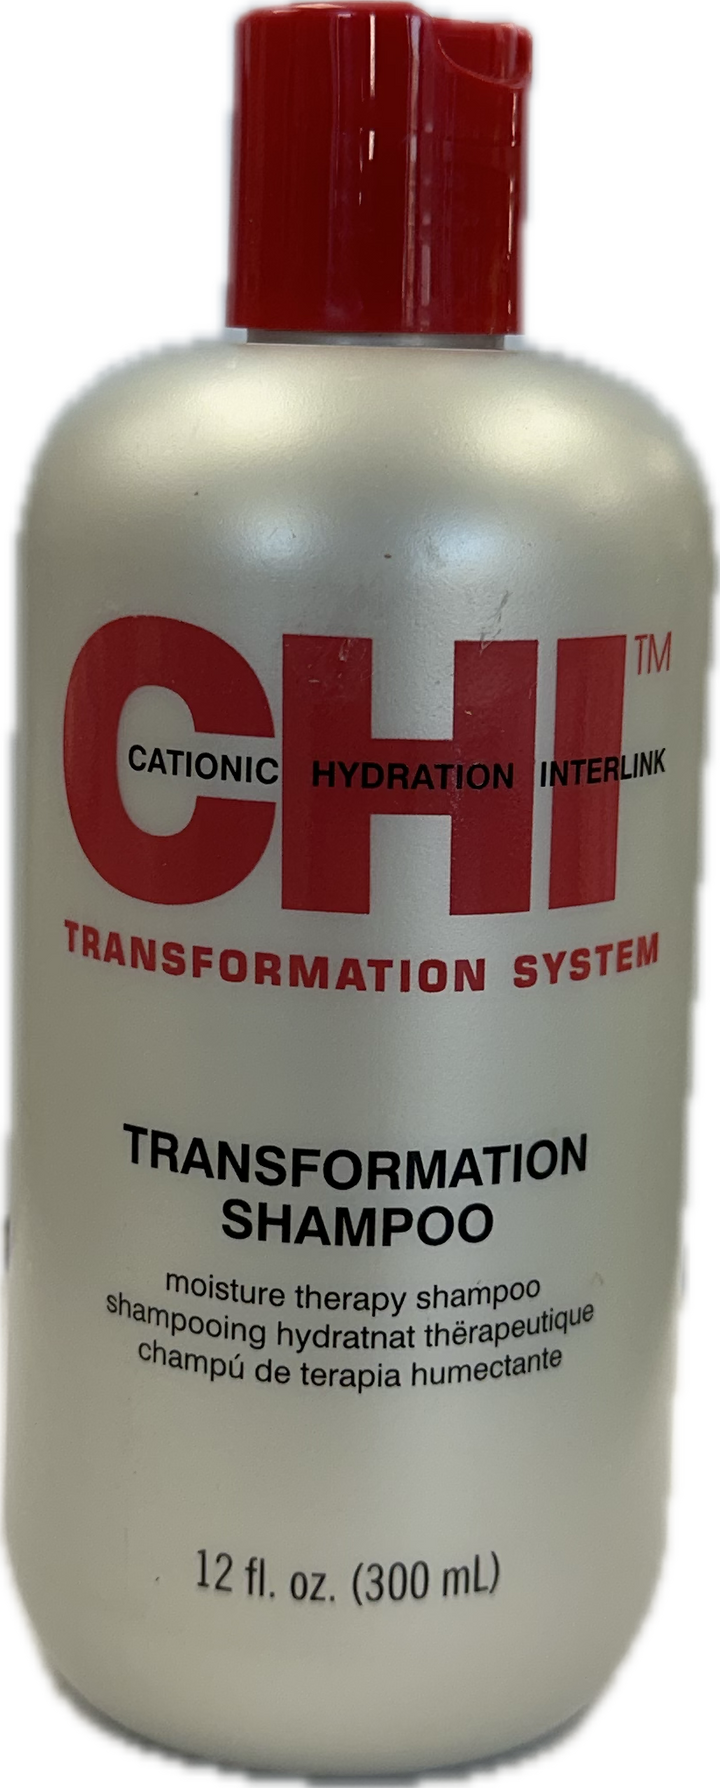 CHI™
CATIONIC HYDRATION INTERLINK
TRANSFORMATION SYSTEM
TRANSFORMATION
SHAMPOO
moisture therapy shampoo
shampooing hydratnat thërapeutique
champú de terapia humectante
12 fl. oz. (300 mL)